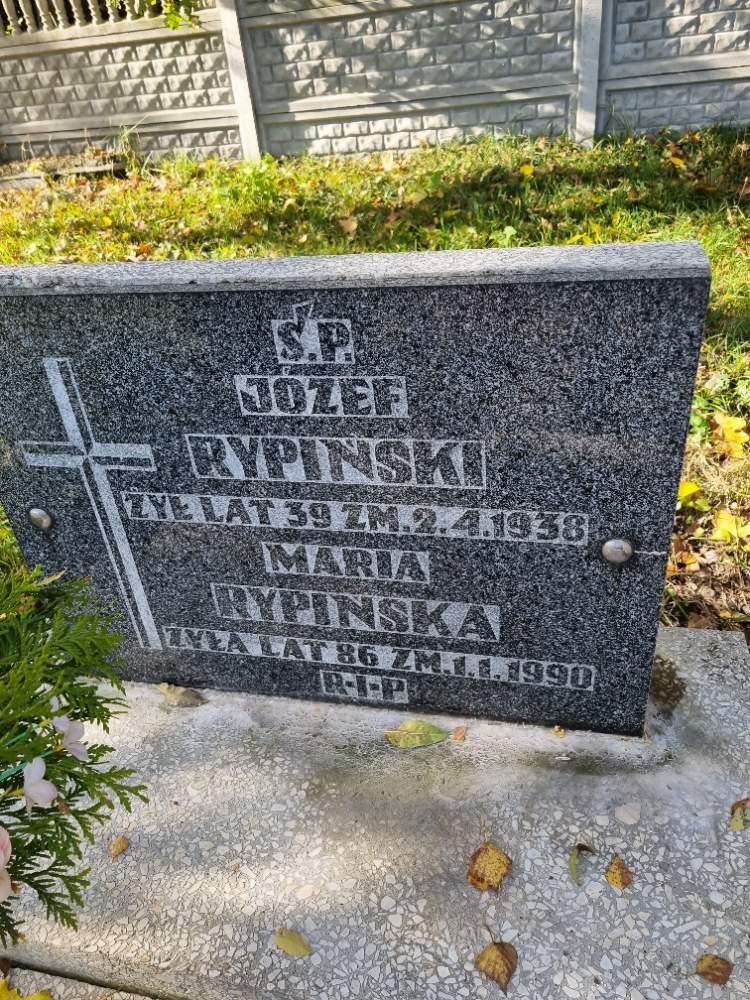 Ś.P.
JÓZEF
RYPIŃSKI
ŻYŁ LAT 39 ZM.2.4.1938
MARIA
RYPIŃSKA
ŻYŁA LAT 86 ZM.1.1.1990
R-I-P